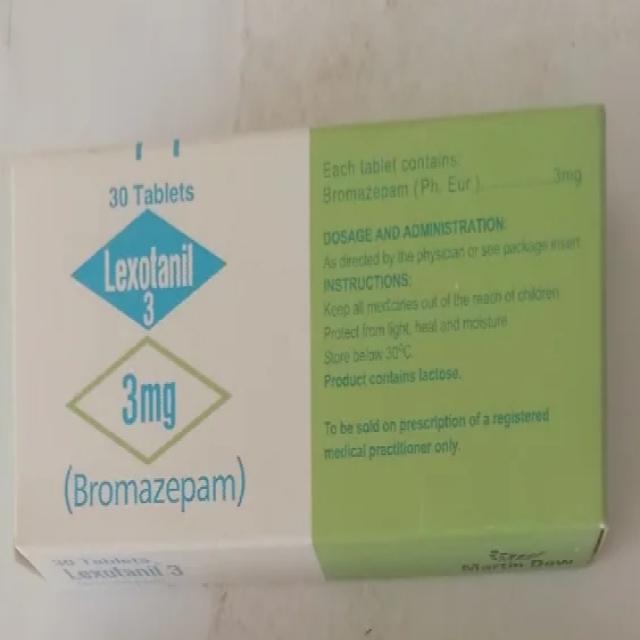 30 Tablets
Lexotanil
3
3mg
(Bromazepam)
Each tablet contains:
Bromazepam (Ph. Eur.)..................3mg
DOSAGE AND ADMINISTRATION:
As directed by the physician or see package insert
INSTRUCTIONS:
Keep all medicines out of the reach of children
Protect from light, heat and moisture
Store below 30°C.
Product contains lactose.
To be sold on prescription of a registered
medical practitioner only.
30 Tablets
Lexotanil 3
Martin Dow